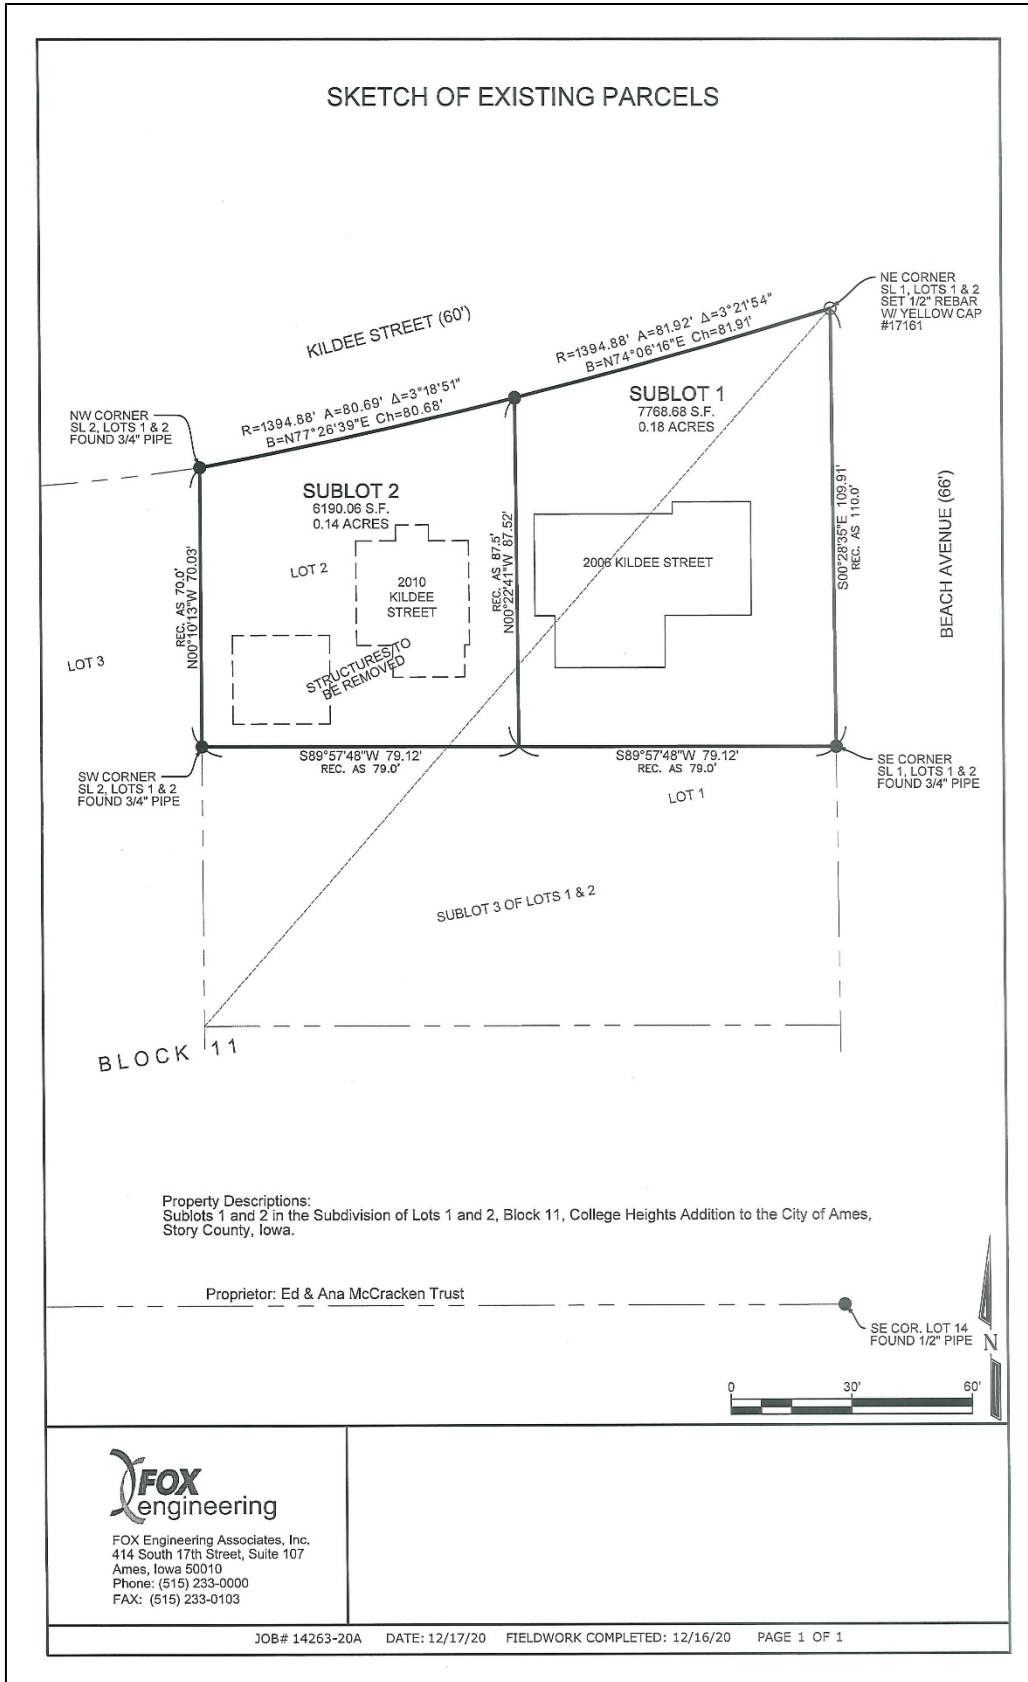 SKETCH OF EXISTING PARCELS
NE CORNER
SL 1, LOTS 1 & 2
SET 1/2" REBAR
W/ YELLOW CAP
#17161
KILDEE STREET (60')
R=1394.88' A=81.92' Δ=3°21'54"
B=N74°06'16"E Ch=81.91'
R=1394.88' A=80.69' Δ=3°18'51"
B=N77°26'39"E Ch=80.68'
NW CORNER
SL 2, LOTS 1 & 2
FOUND 3/4" PIPE
SUBLOT 1
7768.68 S.F.
0.18 ACRES
SUBLOT 2
6190.06 S.F.
0.14 ACRES
LOT 2
2010
KILDEE
STREET
2006 KILDEE STREET
REC. AS 70.0'
N00°10'13"W 70.03'
REC. AS 87.5'
N00°22'41"W 87.52'
S00°28'35"E 109.91'
REC. AS 110.0'
BEACH AVENUE (66')
LOT 3
STRUCTURES TO
BE REMOVED
S89°57'48"W 79.12'
REC. AS 79.0'
S89°57'48"W 79.12'
REC. AS 79.0'
SW CORNER
SL 2, LOTS 1 & 2
FOUND 3/4" PIPE
SE CORNER
SL 1, LOTS 1 & 2
FOUND 3/4" PIPE
LOT 1
SUBLOT 3 OF LOTS 1 & 2
BLOCK 11
Property Descriptions:
Sublots 1 and 2 in the Subdivision of Lots 1 and 2, Block 11, College Heights Addition to the City of Ames,
Story County, Iowa.
Proprietor: Ed & Ana McCracken Trust
SE COR. LOT 14
FOUND 1/2" PIPE
N
0 30' 60'
FOX
engineering
FOX Engineering Associates, Inc.
414 South 17th Street, Suite 107
Ames, Iowa 50010
Phone: (515) 233-0000
FAX: (515) 233-0103
JOB# 14263-20A DATE: 12/17/20 FIELDWORK COMPLETED: 12/16/20 PAGE 1 OF 1